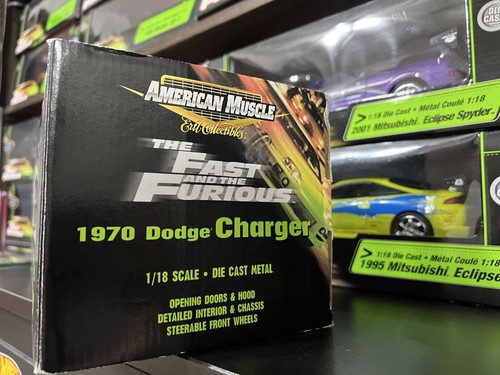 AMERICAN MUSCLE
Ertl Collectibles
THE
FAST
AND THE
FURIOUS
1970 Dodge Charger
1/18 SCALE • DIE CAST METAL
OPENING DOORS & HOOD
DETAILED INTERIOR & CHASSIS
STEERABLE FRONT WHEELS
DIE
CAST
> 1:18 Die Cast • Métal Coulé 1:18
2001 Mitsubishi. Eclipse Spyder
> 1:18 Die Cast • Métal Coulé 1:18
1995 Mitsubishi. Eclipse